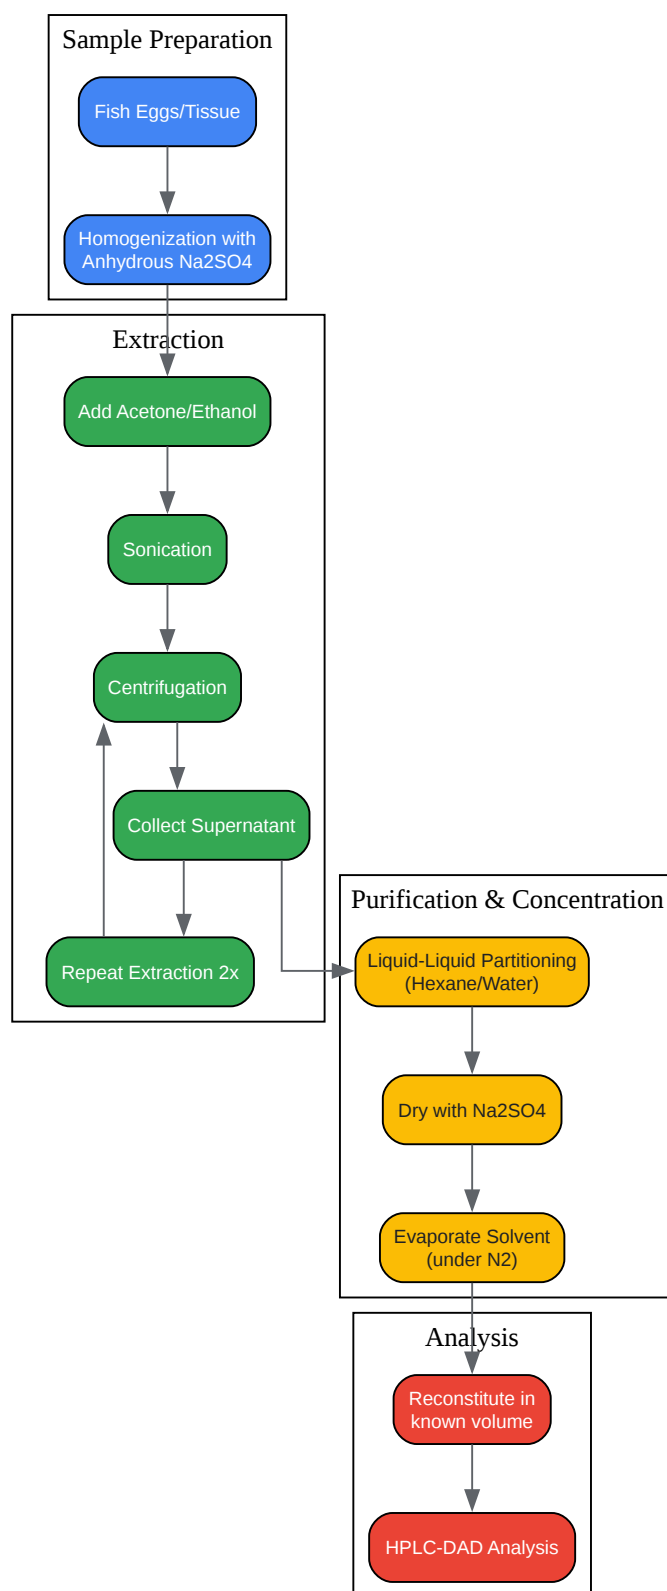 Sample Preparation
Fish Eggs/Tissue
Homogenization with
Anhydrous Na2SO4
Extraction
Add Acetone/Ethanol
Sonication
Centrifugation
Collect Supernatant
Repeat Extraction 2x
Purification & Concentration
Liquid-Liquid Partitioning
(Hexane/Water)
Dry with Na2SO4
Evaporate Solvent
(under N2)
Analysis
Reconstitute in
known volume
HPLC-DAD Analysis